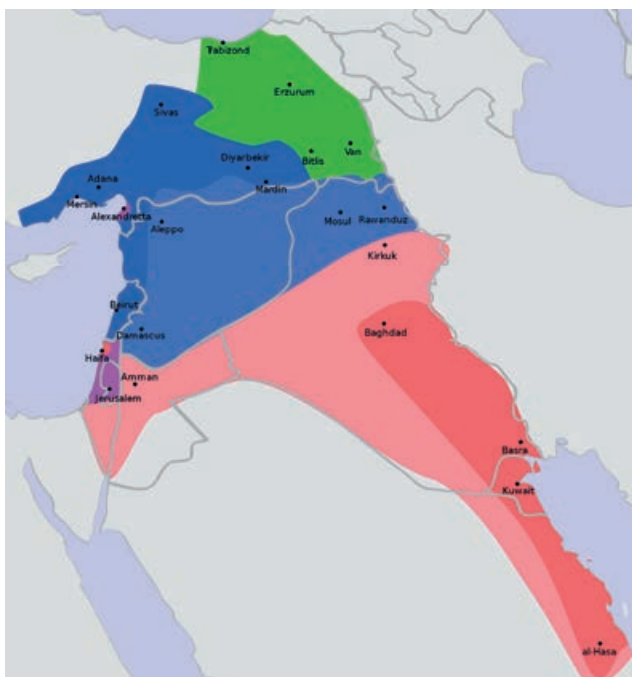 Trabizond
Erzurum
Sivas
Van
Bitlis
Diyarbekir
Mardin
Adana
Mersin
Alexandretta
Aleppo
Mosul
Rawanduz
Kirkuk
Beirut
Damascus
Baghdad
Haifa
Amman
Jerusalem
Basra
Kuwait
al-Hasa